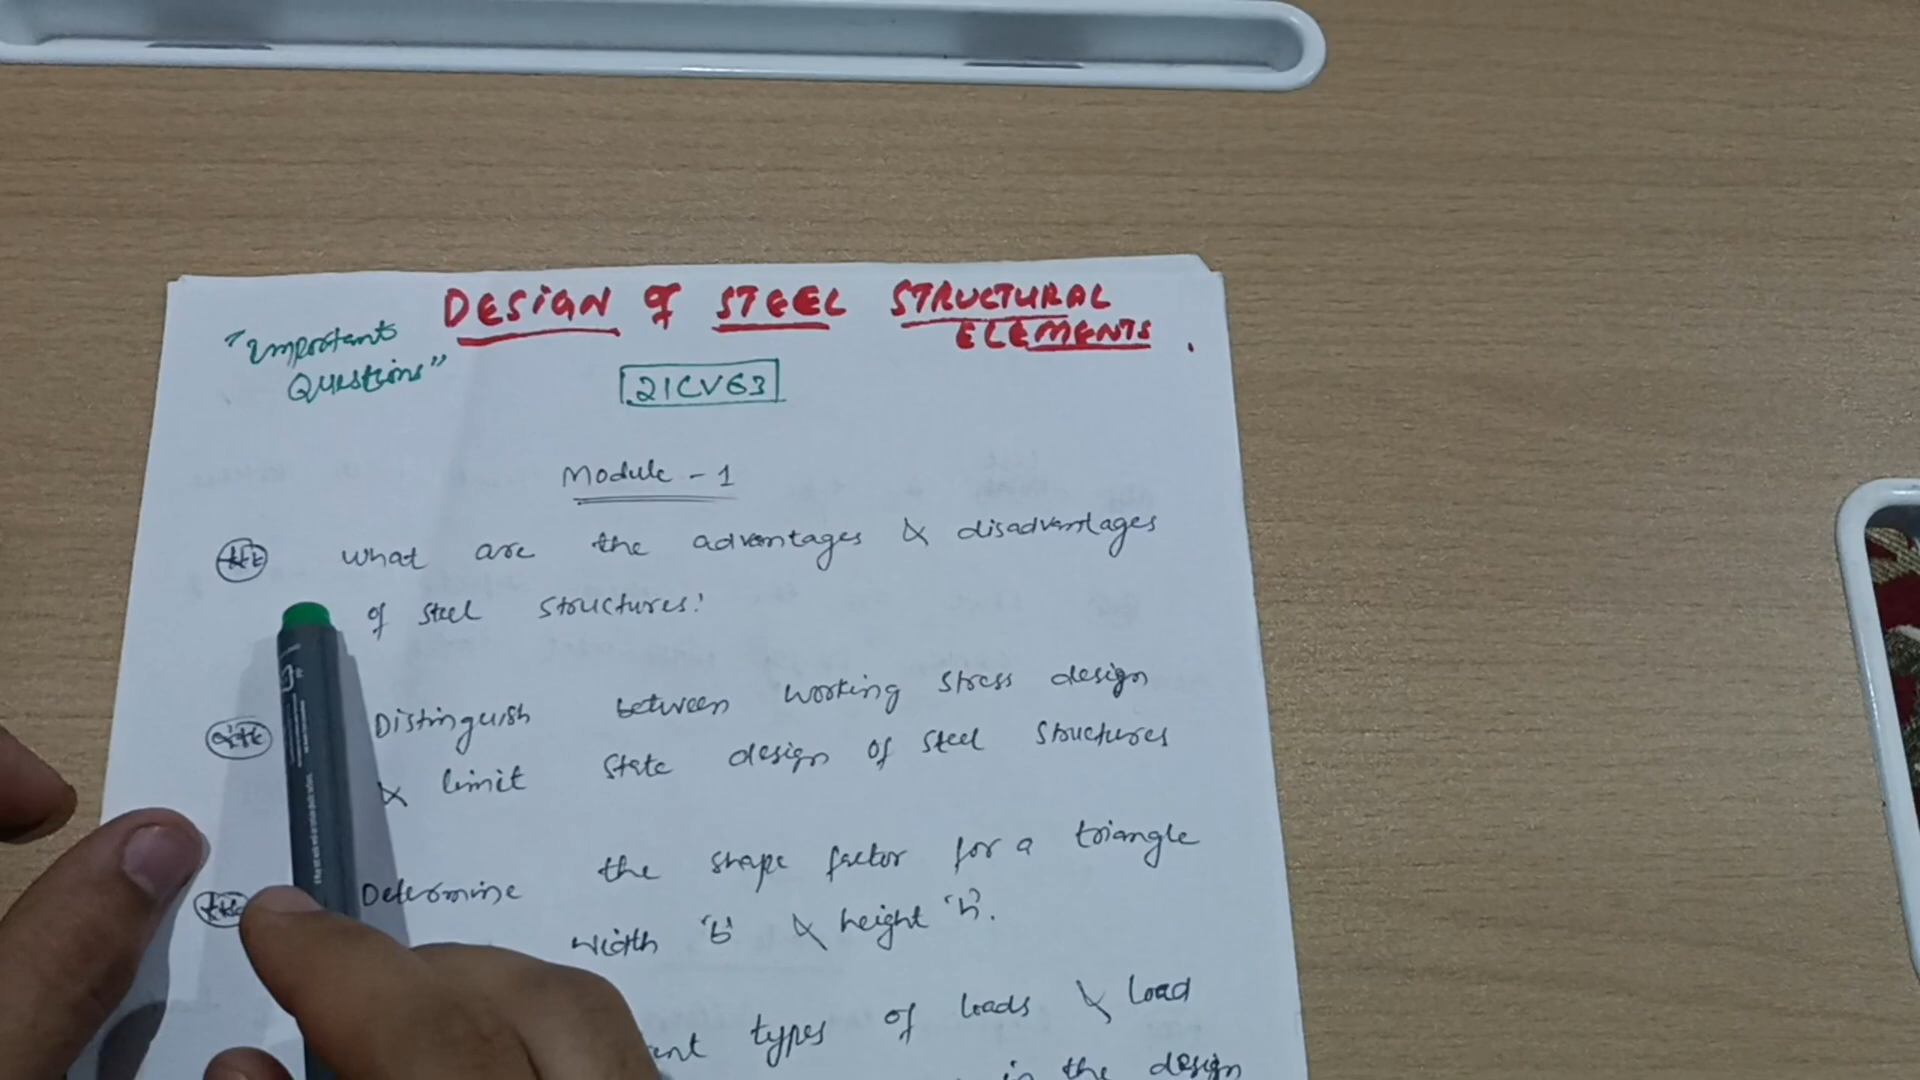 DESIGN of STEEL STRUCTURAL
ELEMENTS.
"Important
Questions"
21CV63
Module - 1
What are the advantages & disadvantages
of steel structures?
Distinguish between working stress design
& limit state design of steel structures
Determine the shape factor for a triangle
width 'b' & height 'h'.
types of loads & load
in the design